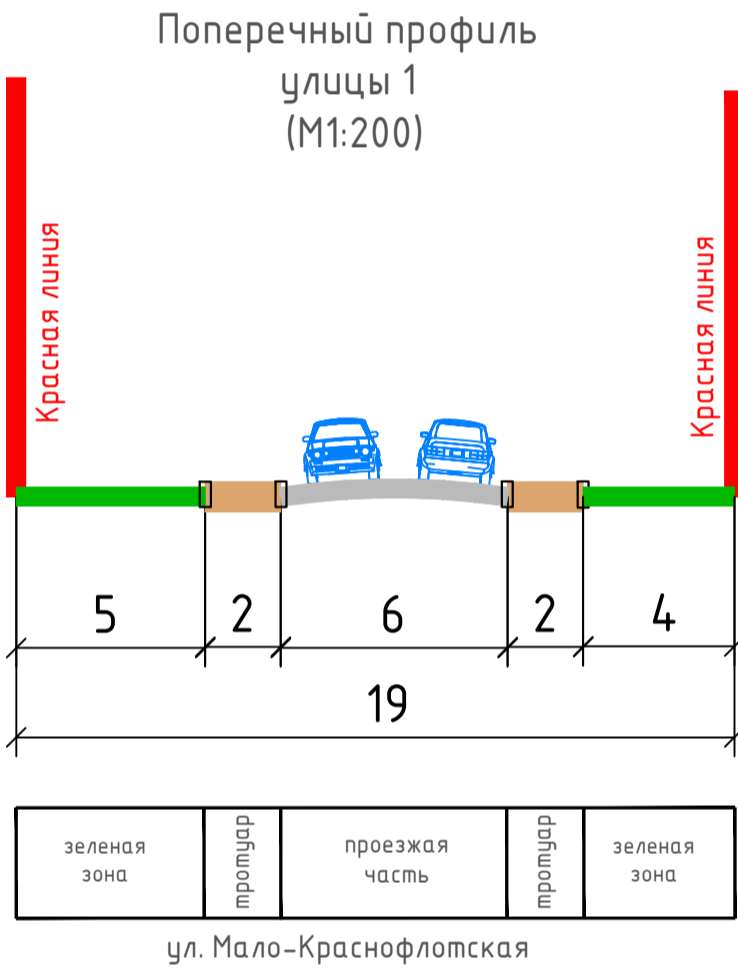 Поперечный профиль
улицы 1
(М1:200)
Красная линия
Красная линия
5 2 6 2 4
19
зеленая
зона
тротуар
проезжая
часть
тротуар
зеленая
зона
ул. Мало-Краснофлотская